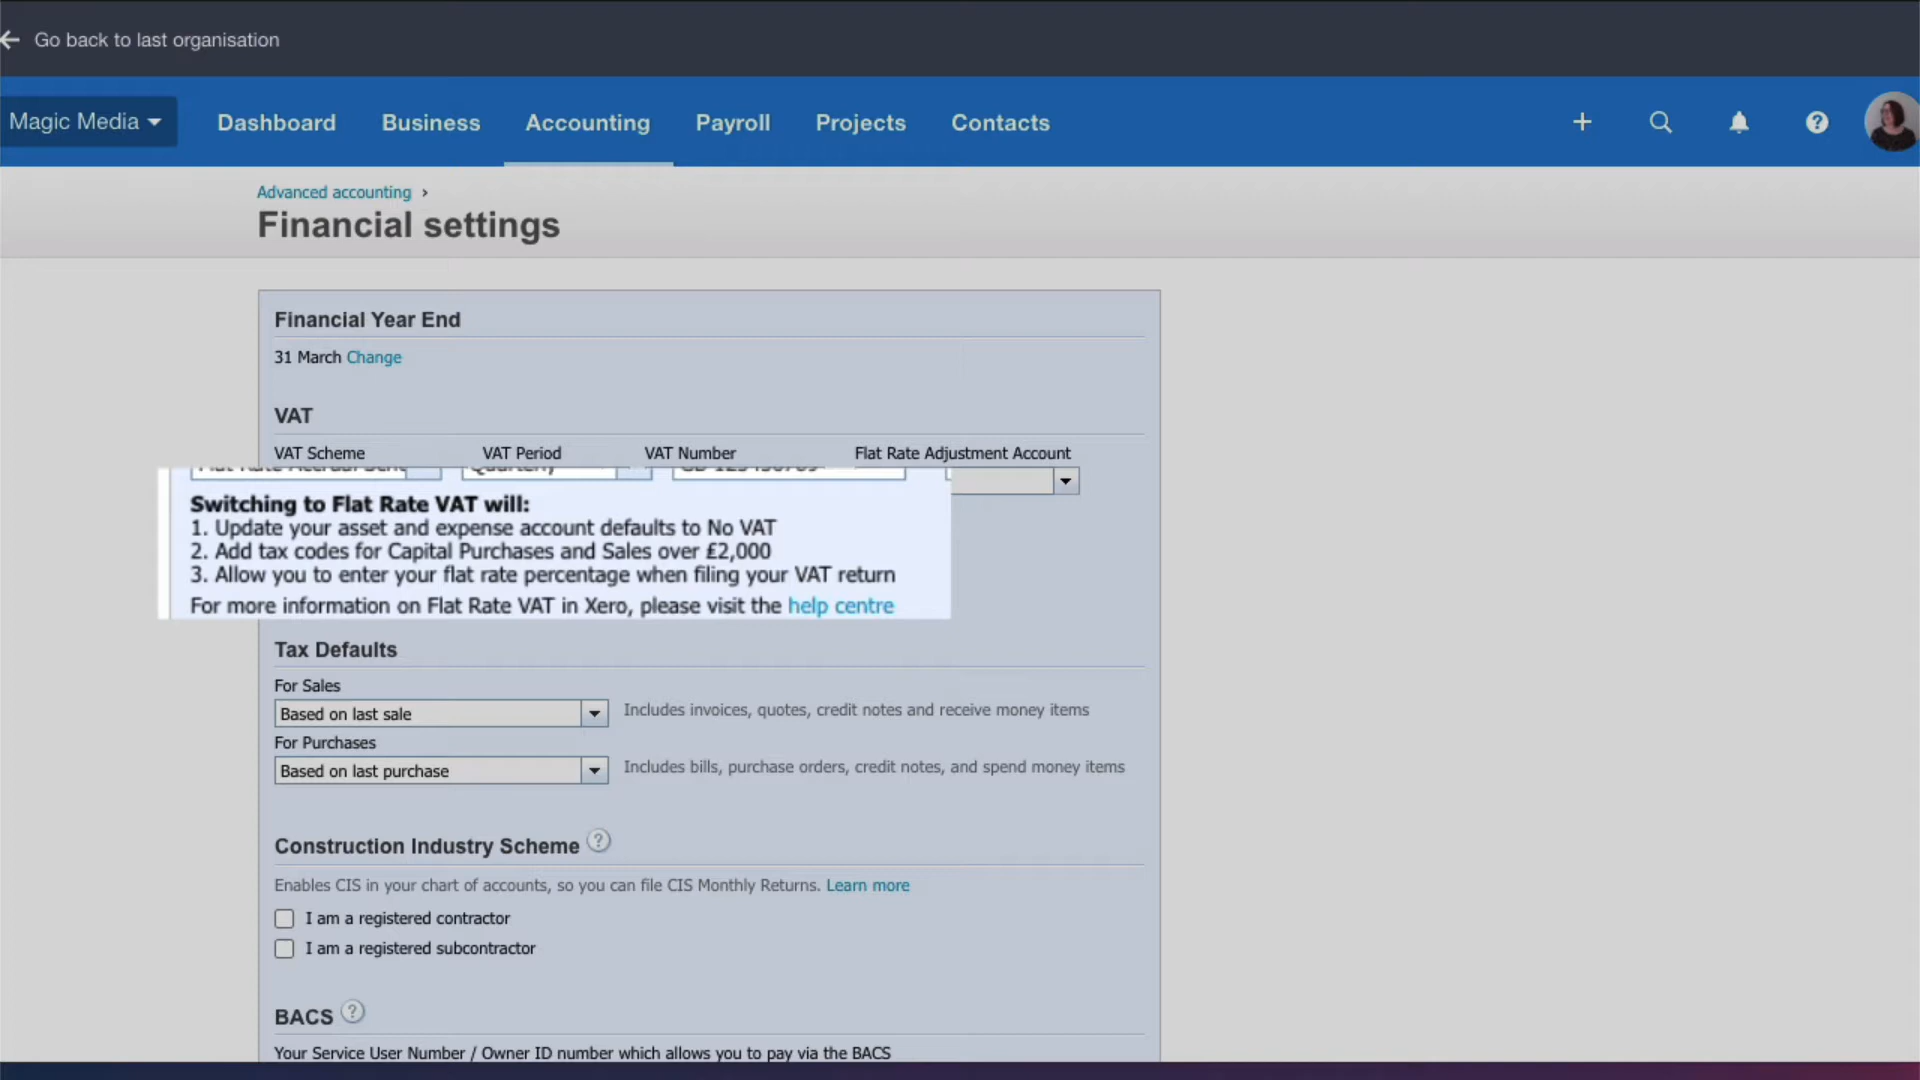 Go back to last organisation
Magic Media Dashboard Business Accounting Payroll Projects Contacts
Advanced accounting ›
Financial settings
Financial Year End
31 March Change
VAT
VAT Scheme VAT Period VAT Number Flat Rate Adjustment Account
Switching to Flat Rate VAT will:
1. Update your asset and expense account defaults to No VAT
2. Add tax codes for Capital Purchases and Sales over £2,000
3. Allow you to enter your flat rate percentage when filing your VAT return
For more information on Flat Rate VAT in Xero, please visit the help centre
Tax Defaults
For Sales
Based on last sale Includes invoices, quotes, credit notes and receive money items
For Purchases
Based on last purchase Includes bills, purchase orders, credit notes, and spend money items
Construction Industry Scheme ?
Enables CIS in your chart of accounts, so you can file CIS Monthly Returns. Learn more
I am a registered contractor
I am a registered subcontractor
BACS ?
Your Service User Number / Owner ID number which allows you to pay via the BACS